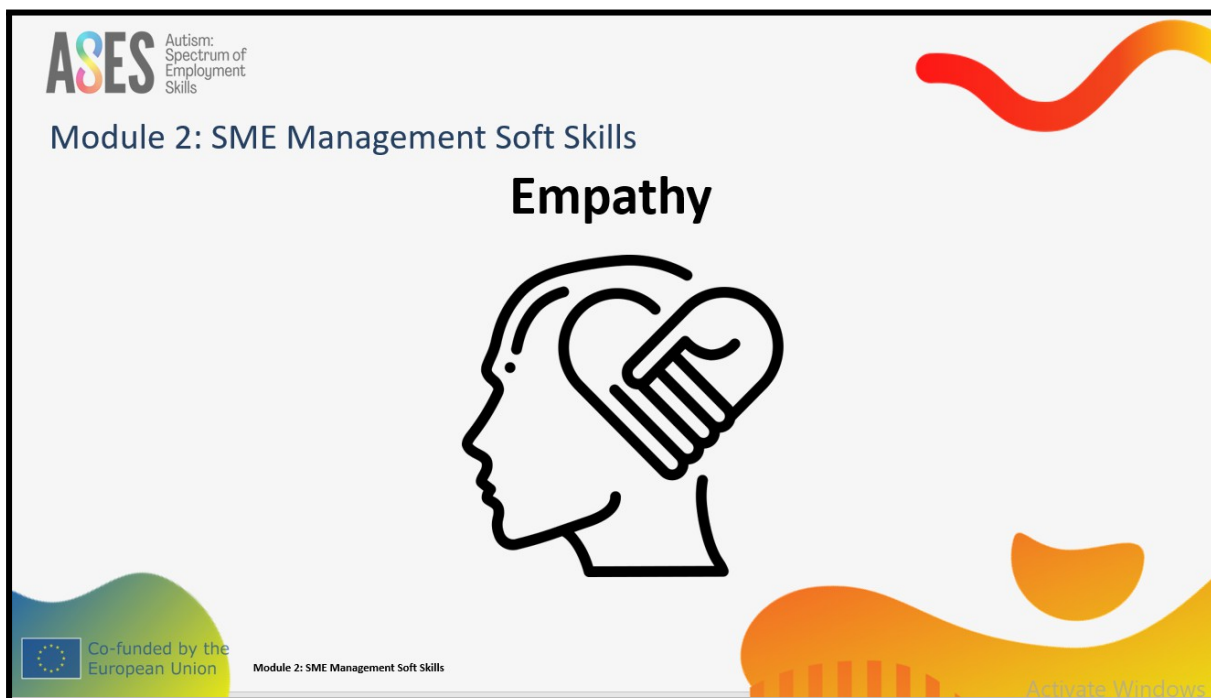 ASES
Autism:
Spectrum of
Employment
Skills
Module 2: SME Management Soft Skills
Empathy
Co-funded by the
European Union
Module 2: SME Management Soft Skills
Activate Windows